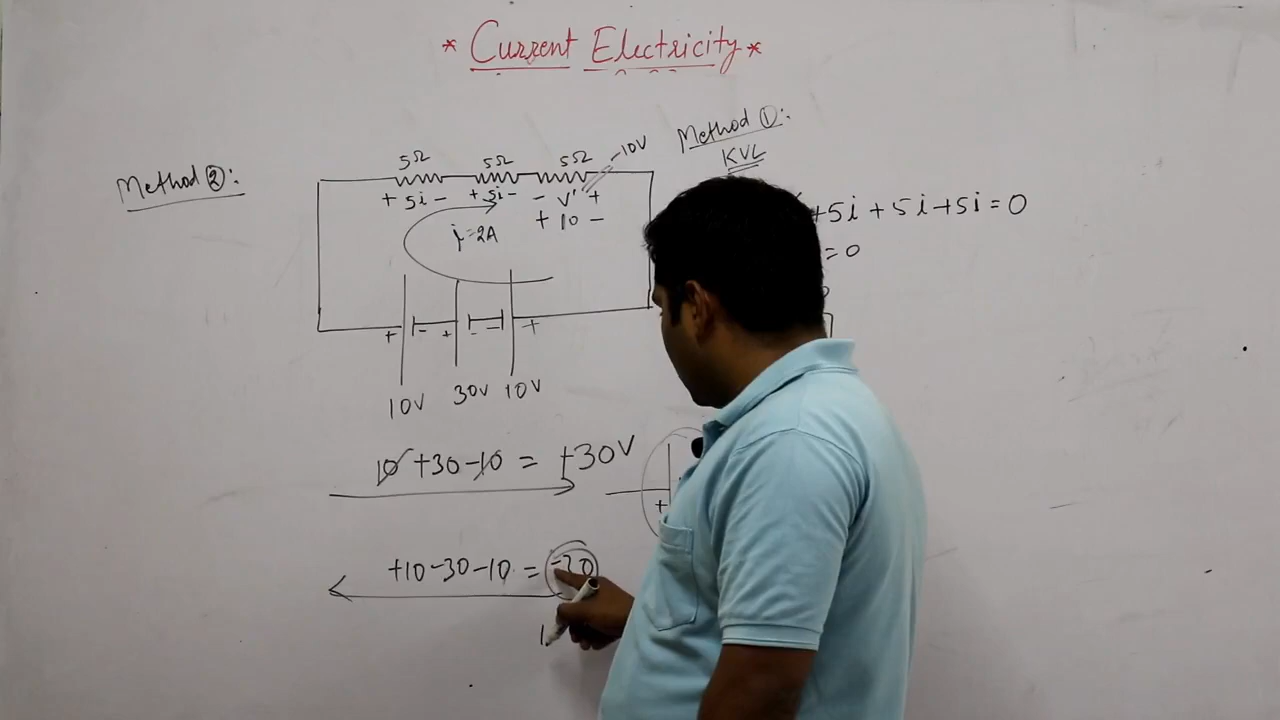 * Current Electricity *
Method ②:
Method ①:
KVL
5Ω 5Ω 5Ω -10V
+ 5i - + 5i - - V' +
+ 10 -
i=2A
+5i + 5i + 5i = 0
= 0
+ - + - - +
10V 30V 10V
10 +30 -10 = +30V
+
+10 -30 -10 = -30